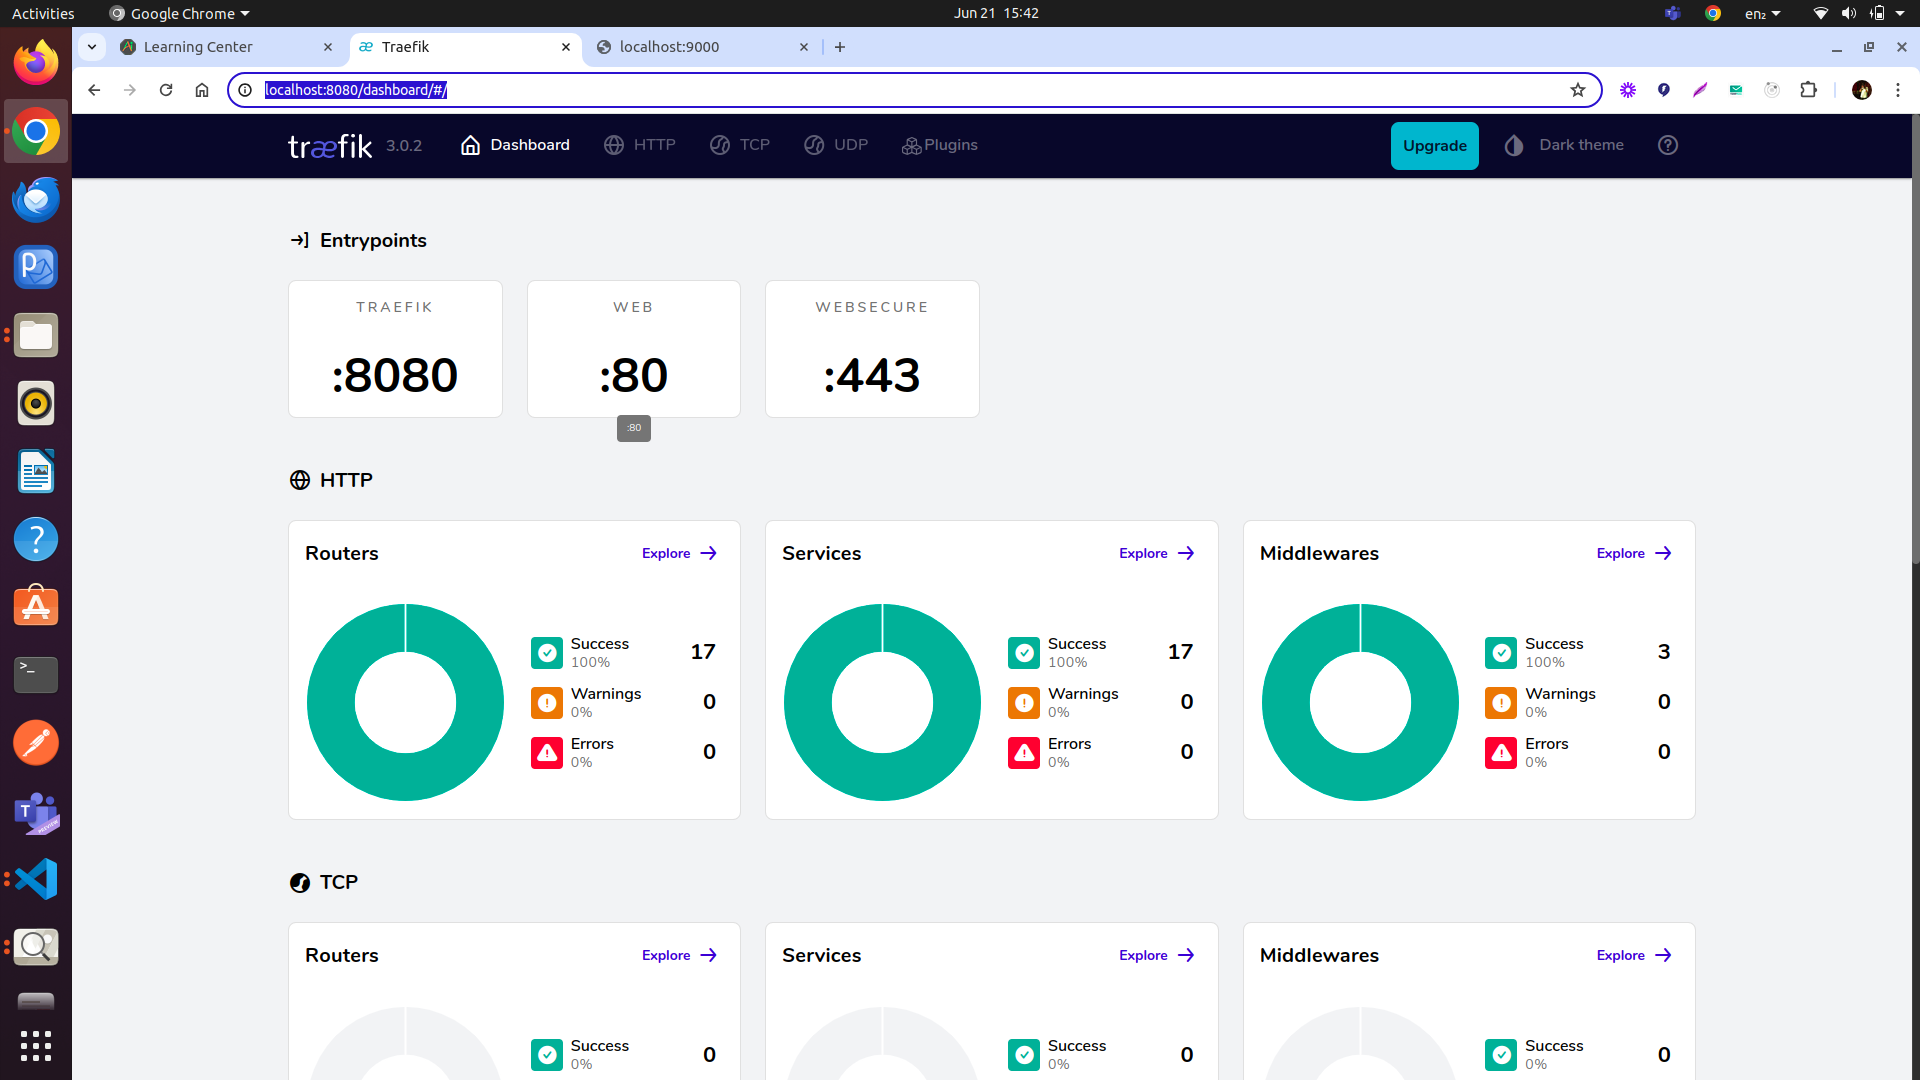 Activities
Google Chrome
Jun 21 15:42
en₂
Learning Center
Traefik
localhost:9000
localhost:8080/dashboard/#/
træfik 3.0.2
Dashboard
HTTP
TCP
UDP
Plugins
Upgrade
Dark theme
Entrypoints
TRAEFIK
:8080
WEB
:80
WEBSECURE
:443
:80
HTTP
Routers
Explore
Success
100%
17
Warnings
0%
0
Errors
0%
0
Services
Explore
Success
100%
17
Warnings
0%
0
Errors
0%
0
Middlewares
Explore
Success
100%
3
Warnings
0%
0
Errors
0%
0
TCP
Routers
Explore
Success
0%
0
Services
Explore
Success
0%
0
Middlewares
Explore
Success
0%
0